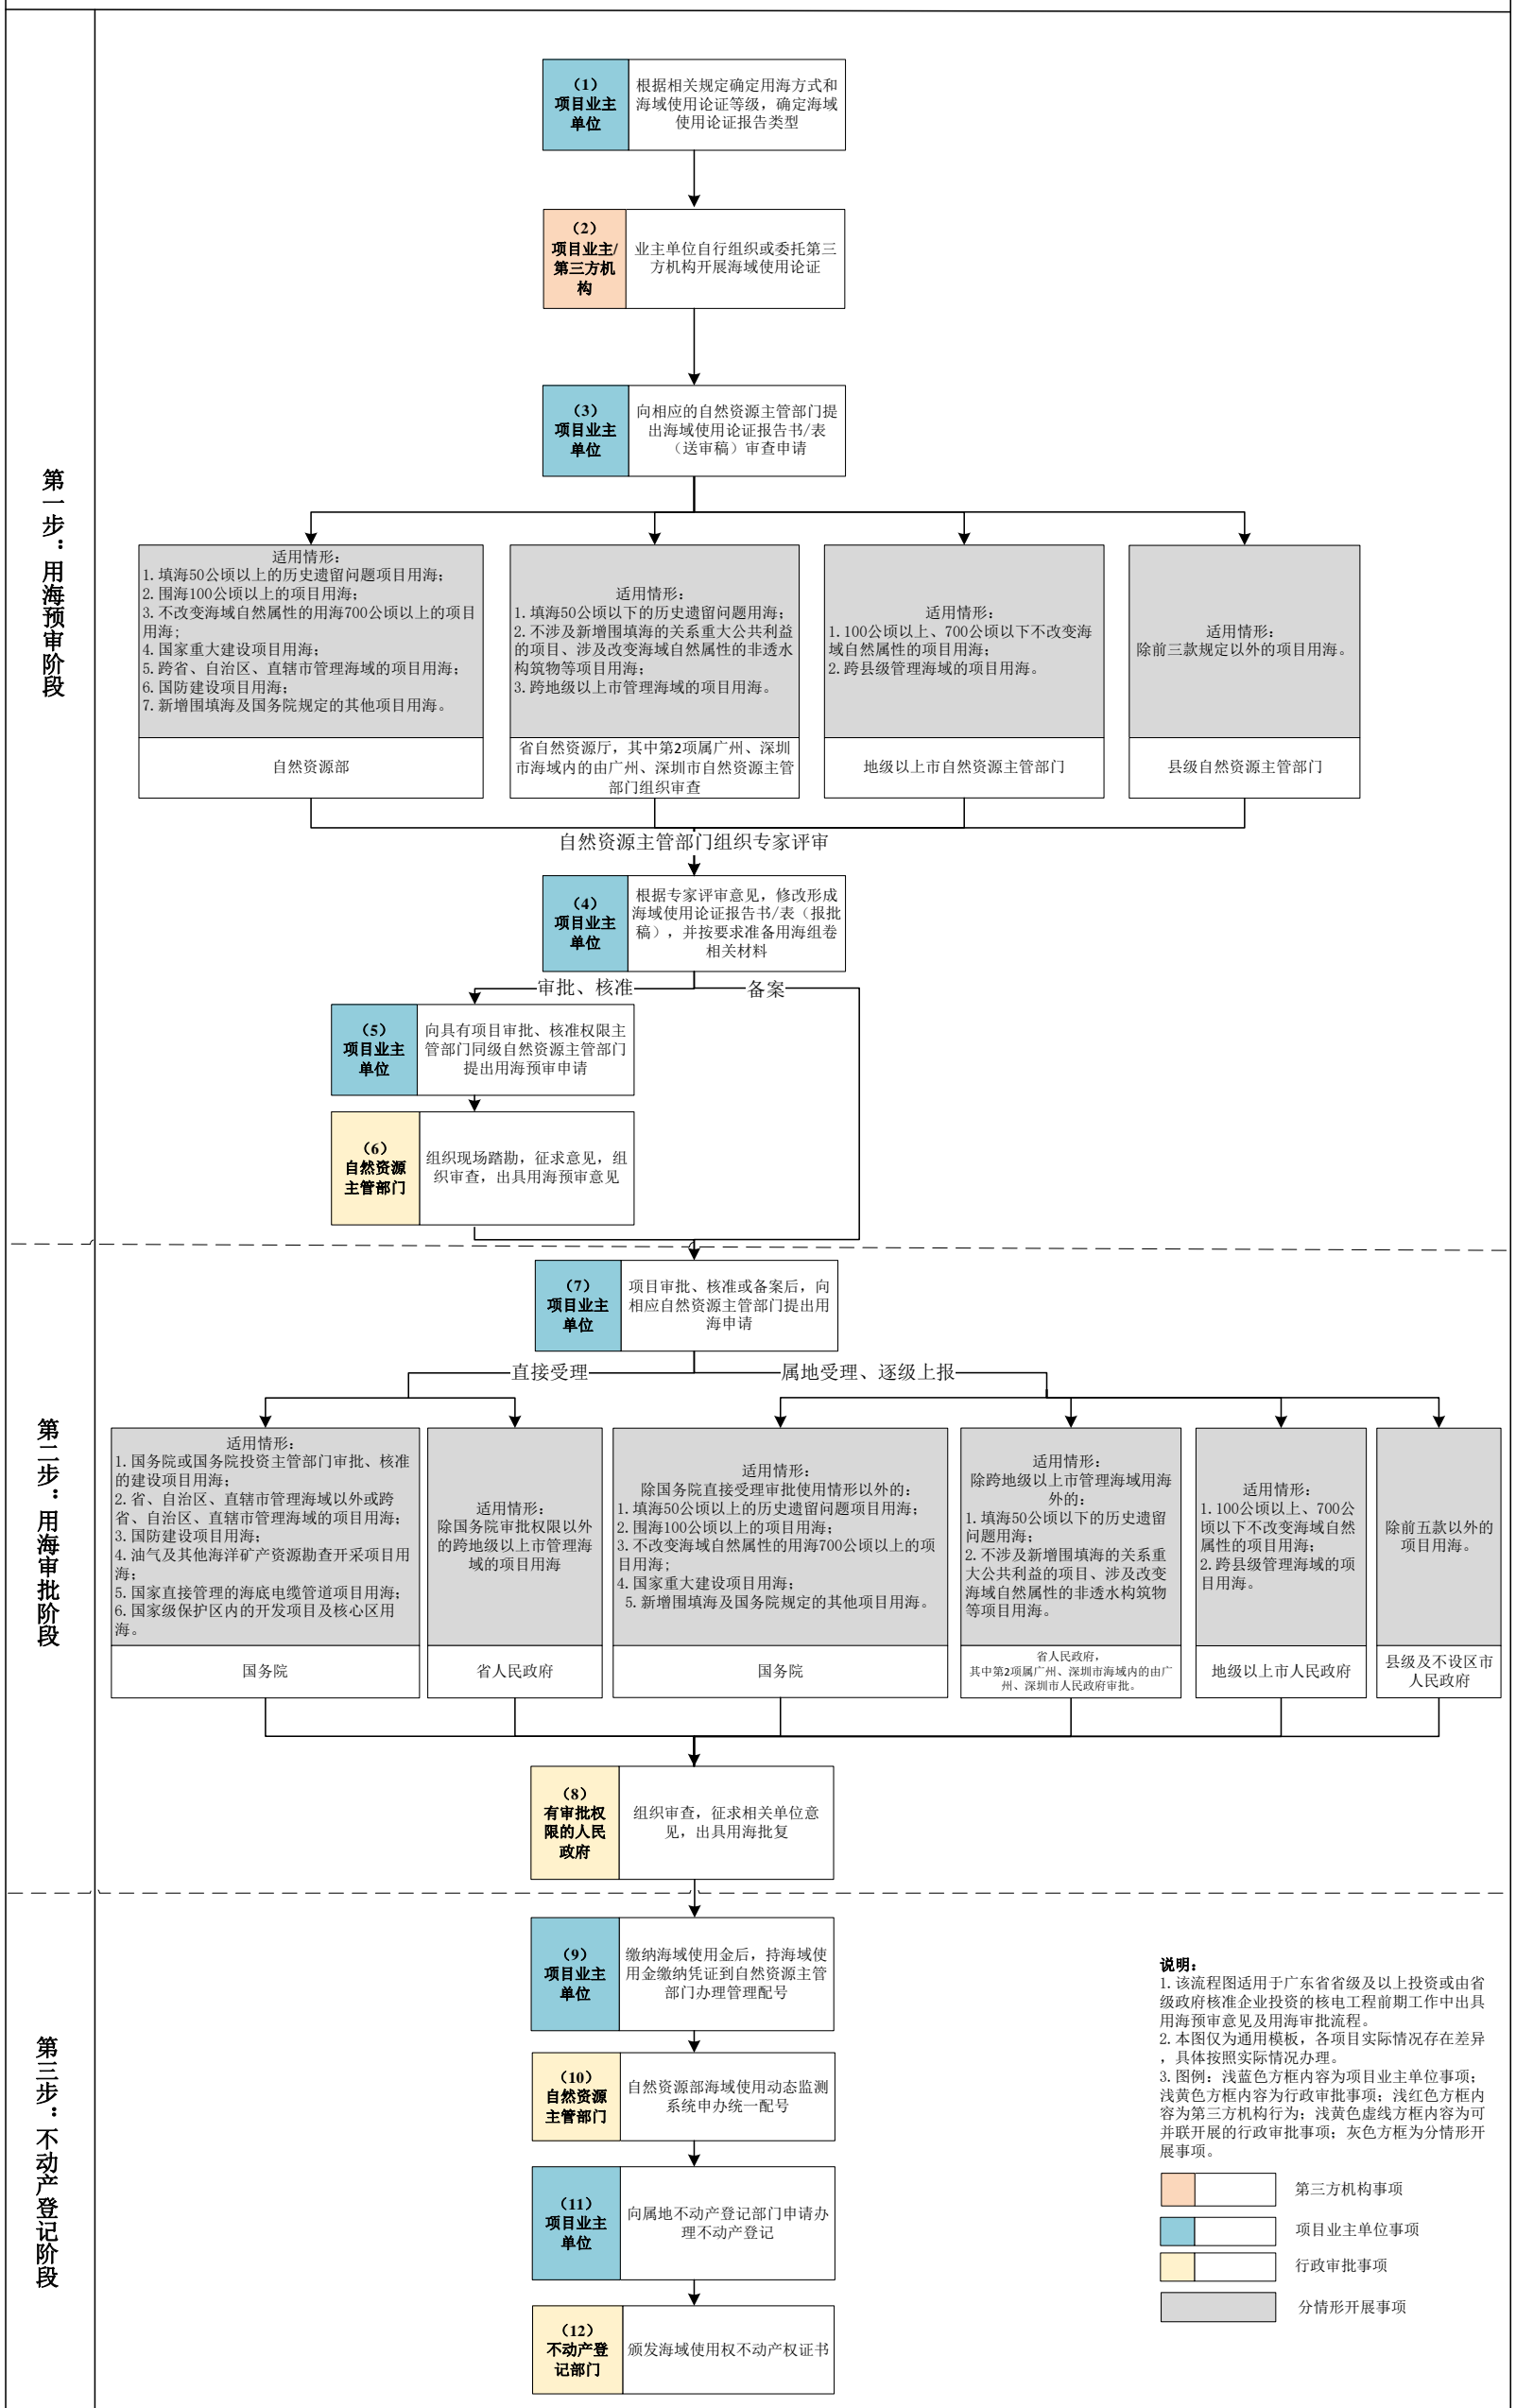 第一步：用海预审阶段
（1）
项目业主
单位
根据相关规定确定用海方式和
海域使用论证等级，确定海域
使用论证报告类型
（2）
项目业主/
第三方机
构
业主单位自行组织或委托第三
方机构开展海域使用论证
（3）
项目业主
单位
向相应的自然资源主管部门提
出海域使用论证报告书/表
（送审稿）审查申请
适用情形：
1.填海50公顷以上的历史遗留问题项目用海；
2.围海100公顷以上的项目用海；
3.不改变海域自然属性的用海700公顷以上的项目
用海；
4.国家重大建设项目用海；
5.跨省、自治区、直辖市管理海域的项目用海；
6.国防建设项目用海；
7.新增围填海及国务院规定的其他项目用海。
自然资源部
适用情形：
1.填海50公顷以下的历史遗留问题用海；
2.不涉及新增围填海的关系重大公共利益
的项目、涉及改变海域自然属性的非透水
构筑物等项目用海；
3.跨地级以上市管理海域的项目用海。
省自然资源厅，其中第2项属广州、深圳
市海域内的由广州、深圳市自然资源主管
部门组织审查
适用情形：
1.100公顷以上、700公顷以下不改变海
域自然属性的项目用海；
2.跨县级管理海域的项目用海。
地级以上市自然资源主管部门
适用情形：
除前三款规定以外的项目用海。
县级自然资源主管部门
自然资源主管部门组织专家评审
（4）
项目业主
单位
根据专家评审意见，修改形成
海域使用论证报告书/表（报批
稿），并按要求准备用海组卷
相关材料
审批、核准
备案
（5）
项目业主
单位
向具有项目审批、核准权限主
管部门同级自然资源主管部门
提出用海预审申请
（6）
自然资源
主管部门
组织现场踏勘，征求意见，组
织审查，出具用海预审意见
第二步：用海审批阶段
（7）
项目业主
单位
项目审批、核准或备案后，向
相应自然资源主管部门提出用
海申请
直接受理
属地受理、逐级上报
适用情形：
1.国务院或国务院投资主管部门审批、核准
的建设项目用海；
2.省、自治区、直辖市管理海域以外或跨
省、自治区、直辖市管理海域的项目用海；
3.国防建设项目用海；
4.油气及其他海洋矿产资源勘查开采项目用
海；
5.国家直接管理的海底电缆管道项目用海；
6.国家级保护区内的开发项目及核心区用
海。
国务院
适用情形：
除国务院审批权限以外
的跨地级以上市管理海
域的项目用海
省人民政府
适用情形：
除国务院直接受理审批使用情形以外的：
1.填海50公顷以上的历史遗留问题项目用海；
2.围海100公顷以上的项目用海；
3.不改变海域自然属性的用海700公顷以上的项
目用海；
4.国家重大建设项目用海；
5.新增围填海及国务院规定的其他项目用海。
国务院
适用情形：
除跨地级以上市管理海域用海
外的：
1.填海50公顷以下的历史遗留
问题用海；
2.不涉及新增围填海的关系重
大公共利益的项目、涉及改变
海域自然属性的非透水构筑物
等项目用海。
省人民政府，
其中第2项属广州、深圳市海域内的由广
州、深圳市人民政府审批。
适用情形：
1.100公顷以上、700公
顷以下不改变海域自然
属性的项目用海；
2.跨县级管理海域的项
目用海。
地级以上市人民政府
除前五款以外的
项目用海。
县级及不设区市
人民政府
（8）
有审批权
限的人民
政府
组织审查，征求相关单位意
见，出具用海批复
第三步：不动产登记阶段
（9）
项目业主
单位
缴纳海域使用金后，持海域使
用金缴纳凭证到自然资源主管
部门办理管理配号
（10）
自然资源
主管部门
自然资源部海域使用动态监测
系统申办统一配号
（11）
项目业主
单位
向属地不动产登记部门申请办
理不动产登记
（12）
不动产登
记部门
颁发海域使用权不动产权证书
说明：
1.该流程图适用于广东省省级及以上投资或由省
级政府核准企业投资的核电工程前期工作中出具
用海预审意见及用海审批流程。
2.本图仅为通用模板，各项目实际情况存在差异
，具体按照实际情况办理。
3.图例：浅蓝色方框内容为项目业主单位事项；
浅黄色方框内容为行政审批事项；浅红色方框内
容为第三方机构行为；浅黄色虚线方框内容为可
并联开展的行政审批事项；灰色方框为分情形开
展事项。
第三方机构事项
项目业主单位事项
行政审批事项
分情形开展事项